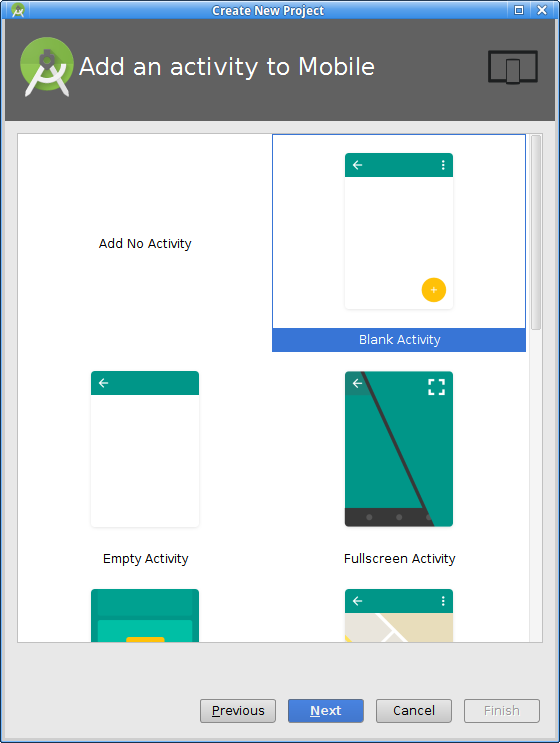 Create New Project
Add an activity to Mobile
Add No Activity
Blank Activity
Empty Activity
Fullscreen Activity
Previous
Next
Cancel
Finish